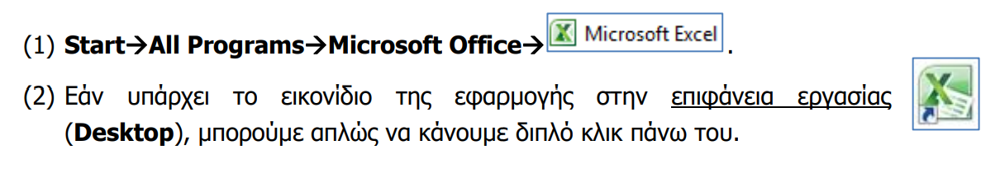 (1) Start→All Programs→Microsoft Office→ Microsoft Excel .
(2) Εάν υπάρχει το εικονίδιο της εφαρμογής στην επιφάνεια εργασίας
(Desktop), μπορούμε απλώς να κάνουμε διπλό κλικ πάνω του.